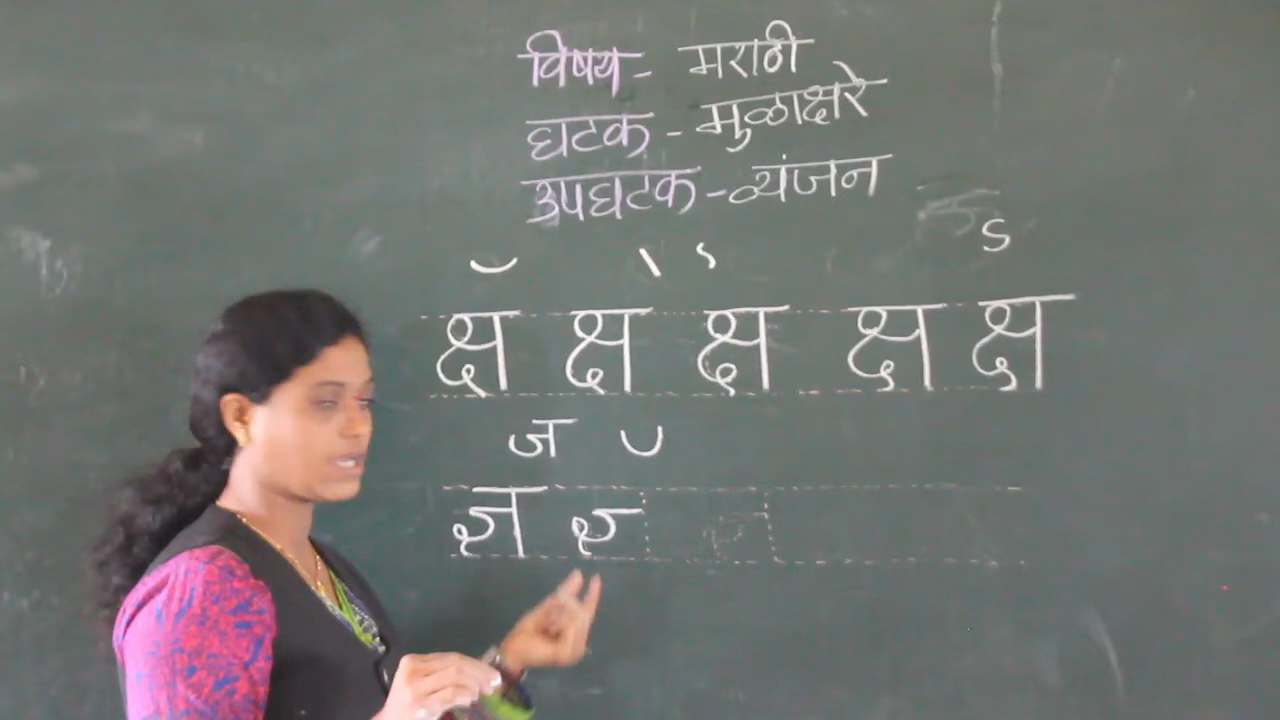 विषय - मराठी
घटक - मुळाक्षरे
उपघटक - व्यंजन
क्ष क्ष क्ष क्ष क्ष
ज
ज्ञ